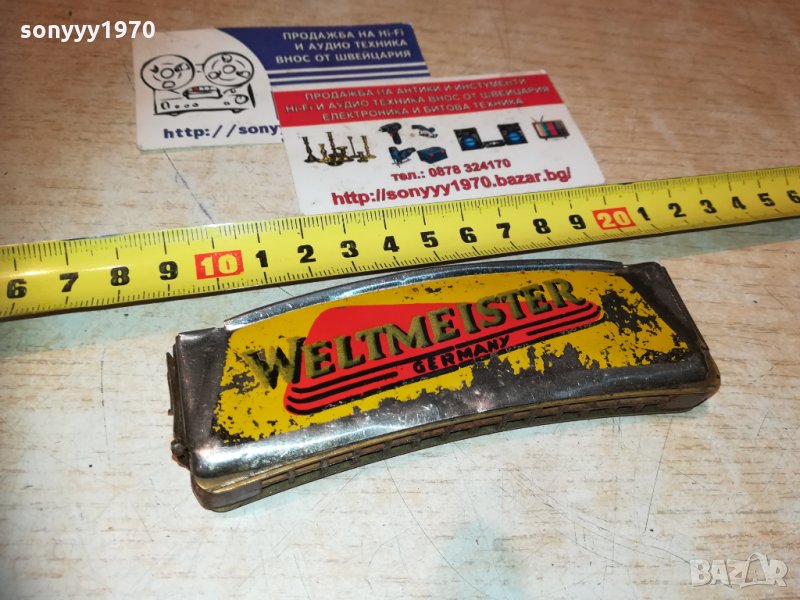 sonyyy1970
ПРОДАЖБА НА Hi-Fi
И АУДИО ТЕХНИКА
ВНОС ОТ ШВЕЙЦАРИЯ
http://sony
ПРОДАЖБА НА АНТИКИ И ИНСТУМЕНТИ
Hi-Fi И АУДИО ТЕХНИКА ВНОС ОТ ШВЕЙЦАРИЯ
ЕЛЕКТРОНИКА И БИТОВА ТЕХНИКА
тел.: 0878 324170
http://sonyyy1970.bazar.bg/
6 7 8 9 10 1 2 3 4 5 6 7 8 9 20 1 2 3 4 5 6
WELTMEISTER
GERMANY
BAZAR